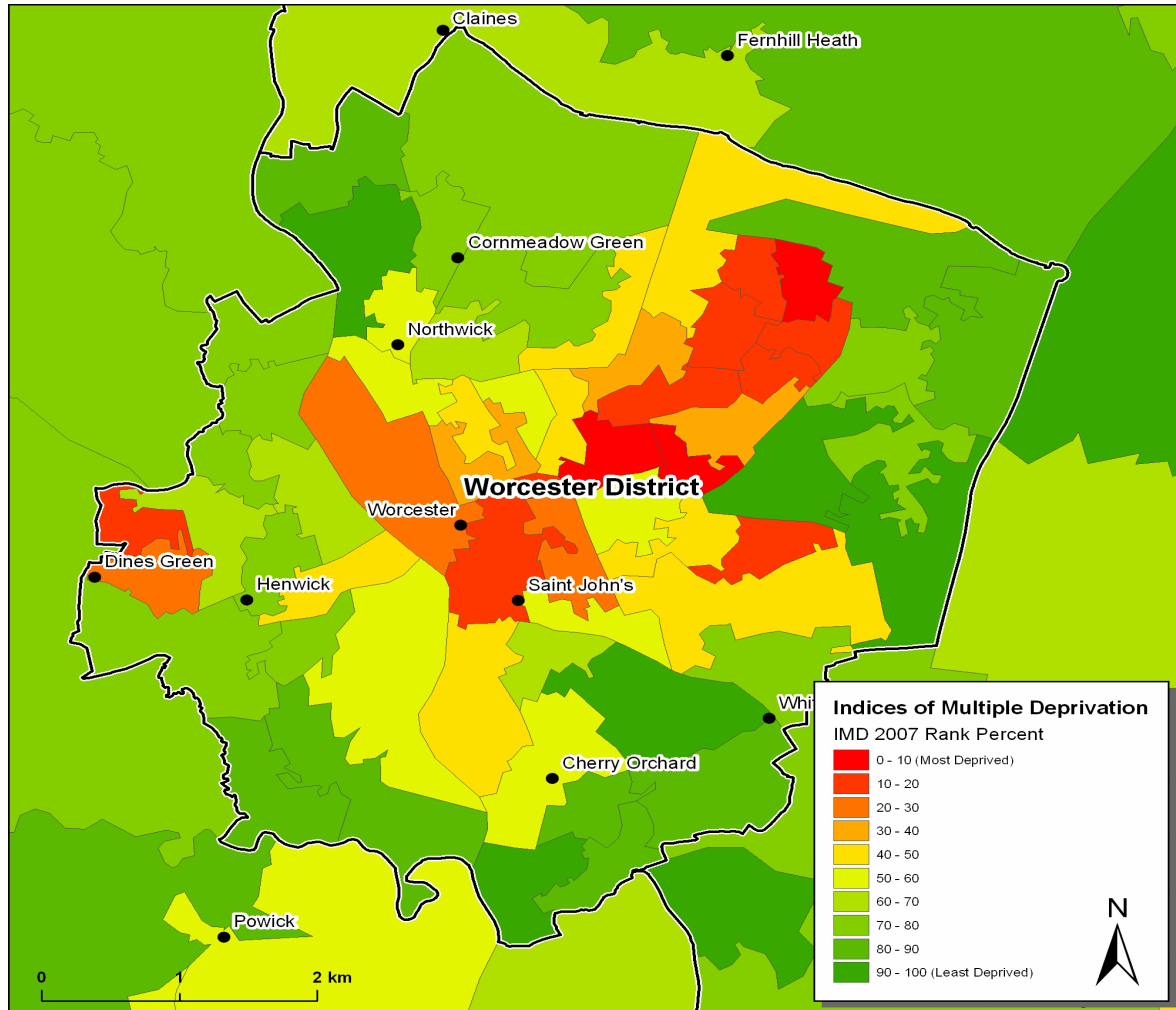 Claines
Fernhill Heath
Cornmeadow Green
Northwick
Worcester District
Worcester
Dines Green
Henwick
Saint John's
Whi
Cherry Orchard
Powick
0 1 2 km
Indices of Multiple Deprivation
IMD 2007 Rank Percent
0 - 10 (Most Deprived)
10 - 20
20 - 30
30 - 40
40 - 50
50 - 60
60 - 70
70 - 80
80 - 90
90 - 100 (Least Deprived)
N